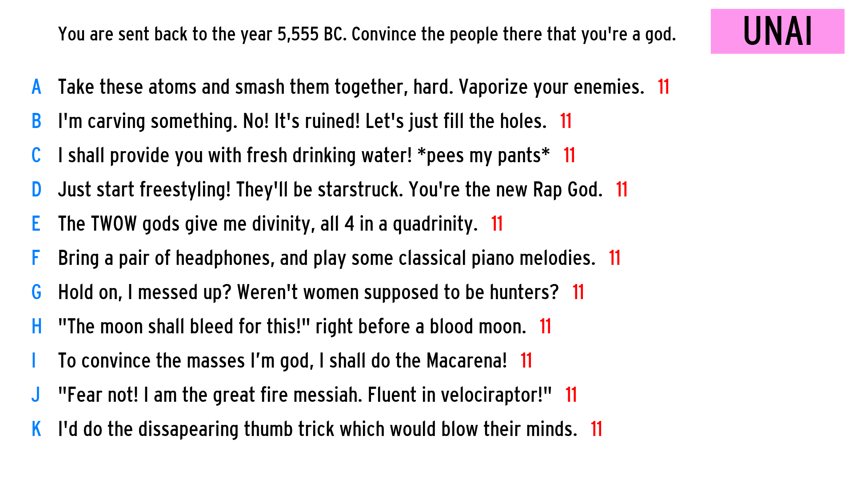 You are sent back to the year 5,555 BC. Convince the people there that you're a god.
UNAI
A Take these atoms and smash them together, hard. Vaporize your enemies. 11
B I'm carving something. No! It's ruined! Let's just fill the holes. 11
C I shall provide you with fresh drinking water! *pees my pants* 11
D Just start freestyling! They'll be starstruck. You're the new Rap God. 11
E The TWOW gods give me divinity, all 4 in a quadrinity. 11
F Bring a pair of headphones, and play some classical piano melodies. 11
G Hold on, I messed up? Weren't women supposed to be hunters? 11
H "The moon shall bleed for this!" right before a blood moon. 11
I To convince the masses I’m god, I shall do the Macarena! 11
J "Fear not! I am the great fire messiah. Fluent in velociraptor!" 11
K I'd do the dissapearing thumb trick which would blow their minds. 11